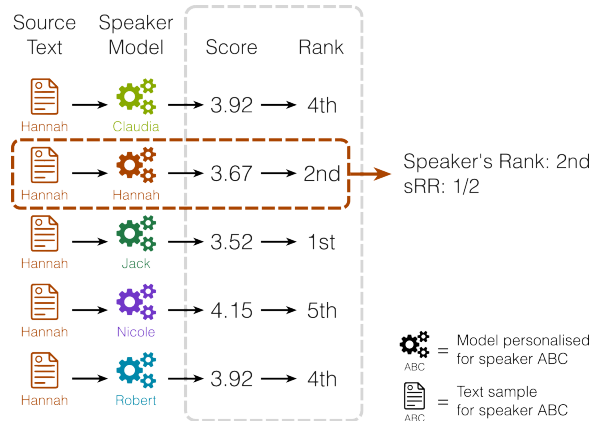 Source Text
Speaker Model
Score
Rank
Hannah
Claudia
3.92
4th
Hannah
Hannah
3.67
2nd
Speaker's Rank: 2nd
sRR: 1/2
Hannah
Jack
3.52
1st
Hannah
Nicole
4.15
5th
Hannah
Robert
3.92
4th
ABC
= Model personalised
for speaker ABC
ABC
= Text sample
for speaker ABC